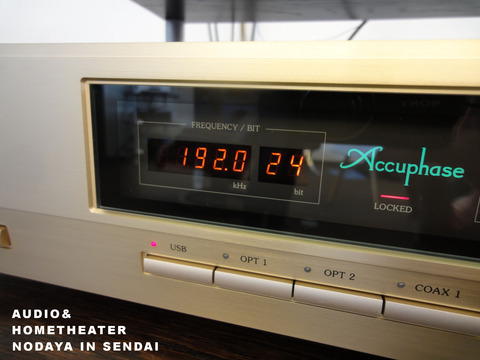 FREQUENCY / BIT
192.0 24
kHz bit
Accuphase
LOCKED
USB
OPT 1
OPT 2
COAX 1
AUDIO&
HOMETHEATER
NODAYA IN SENDAI